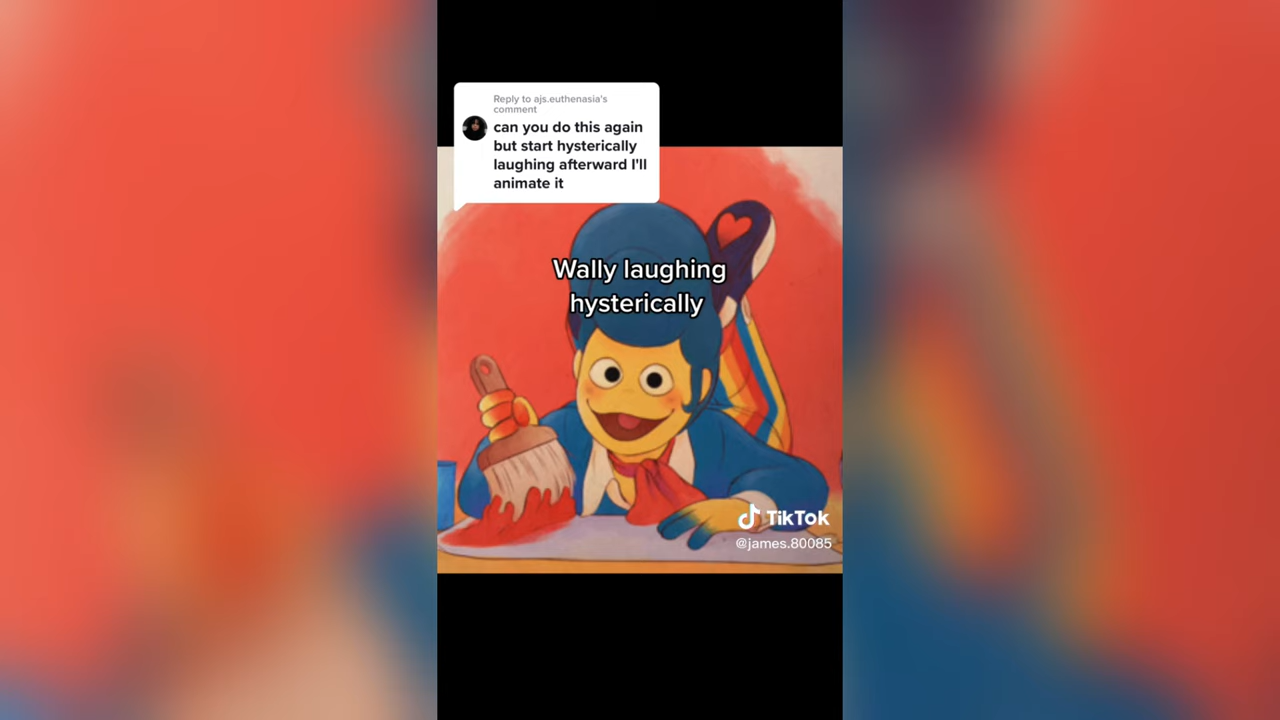 Reply to ajs.euthenasia's
comment
can you do this again
but start hysterically
laughing afterward I'll
animate it
Wally laughing
hysterically
TikTok
@james.80085